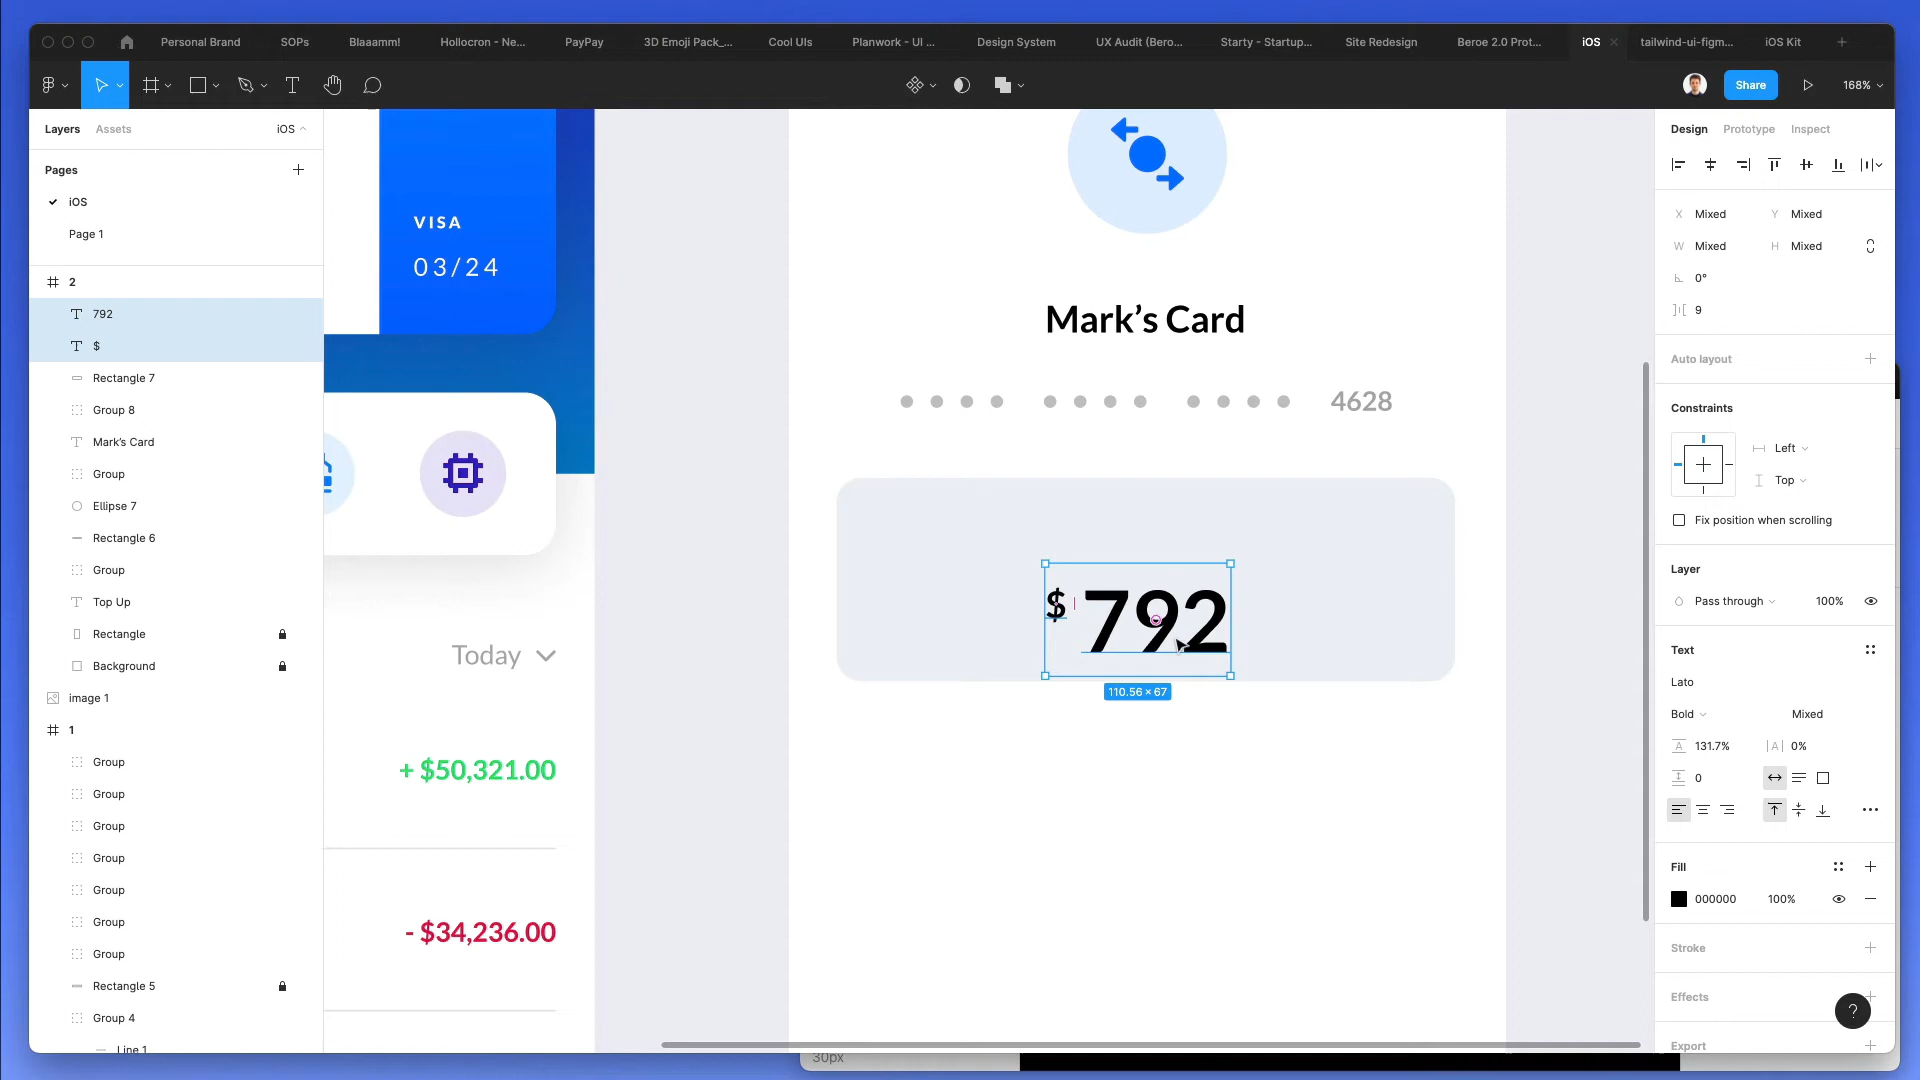 Personal Brand
SOPs
Blaaamm!
Hollocron - Ne...
PayPay
3D Emoji Pack_...
Cool UIs
Planwork - UI ...
Design System
UX Audit (Bero...
Starty - Startup...
Site Redesign
Beroe 2.0 Prot...
iOS
tailwind-ui-figm...
iOS Kit
Share
168%
Layers
Assets
iOS
Pages
iOS
Page 1
2
792
$
Rectangle 7
Group 8
Mark's Card
Group
Ellipse 7
Rectangle 6
Group
Top Up
Rectangle
Background
image 1
1
Group
Group
Group
Group
Group
Group
Group
Rectangle 5
Group 4
Line 1
VISA
03/24
Today
+ $50,321.00
- $34,236.00
Mark’s Card
4628
$ 792
110.56 × 67
30px
Design
Prototype
Inspect
X Mixed
Y Mixed
W Mixed
H Mixed
0°
9
Auto layout
Constraints
Left
Top
Fix position when scrolling
Layer
Pass through
100%
Text
Lato
Bold
Mixed
A 131.7%
|A| 0%
0
Fill
000000
100%
Stroke
Effects
?
Export